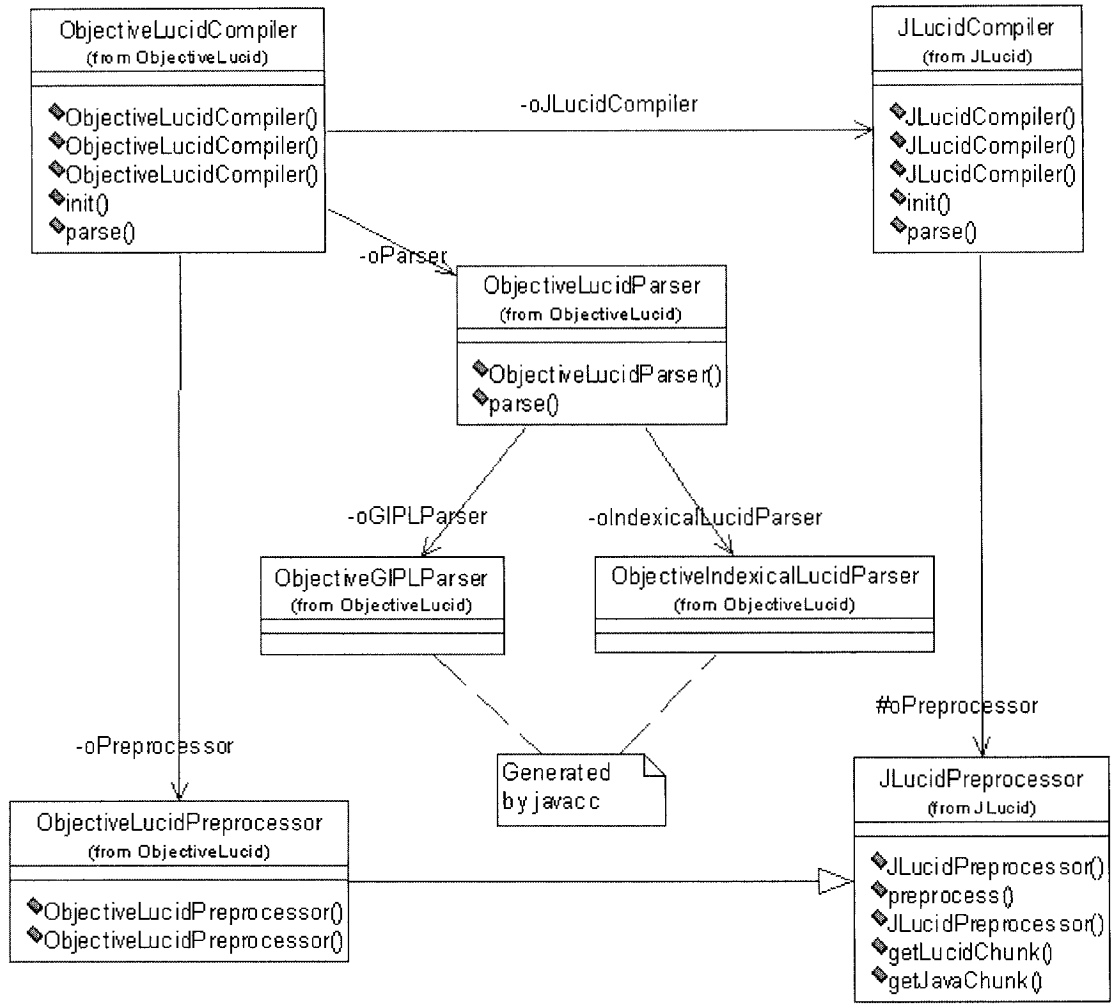 ObjectiveLucidCompiler
(from ObjectiveLucid)
ObjectiveLucidCompiler()
ObjectiveLucidCompiler()
ObjectiveLucidCompiler()
init()
parse()
-oJLucidCompiler
JLucidCompiler
(from JLucid)
JLucidCompiler()
JLucidCompiler()
JLucidCompiler()
init()
parse()
-oParser
ObjectiveLucidParser
(from ObjectiveLucid)
ObjectiveLucidParser()
parse()
-oGIPLParser
-oIndexicalLucidParser
ObjectiveGIPLParser
(from ObjectiveLucid)
ObjectiveIndexicalLucidParser
(from ObjectiveLucid)
-oPreprocessor
#oPreprocessor
Generated
by javacc
ObjectiveLucidPreprocessor
(from ObjectiveLucid)
ObjectiveLucidPreprocessor()
ObjectiveLucidPreprocessor()
JLucidPreprocessor
(from JLucid)
JLucidPreprocessor()
preprocess()
JLucidPreprocessor()
getLucidChunk()
getJavaChunk()